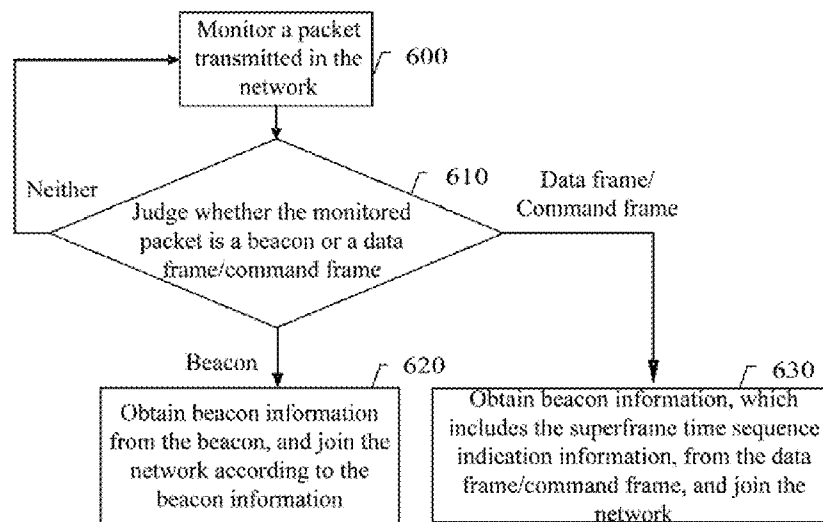 Monitor a packet
transmitted in the
network
600
Neither
610
Data frame/
Command frame
Judge whether the monitored
packet is a beacon or a data
frame/command frame
Beacon
620
Obtain beacon information
from the beacon, and join the
network according to the
beacon information
630
Obtain beacon information, which
includes the superframe time sequence
indication information, from the data
frame/command frame, and join the
network